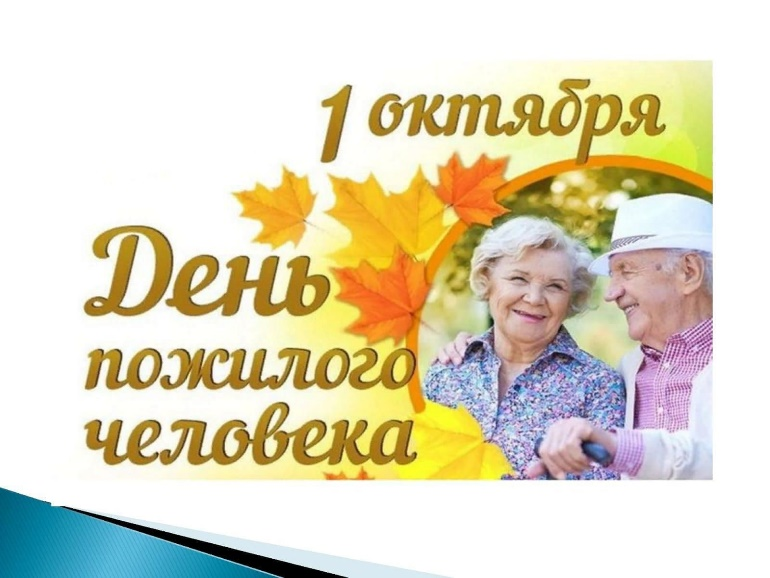 1 октября
День
пожилого
человека